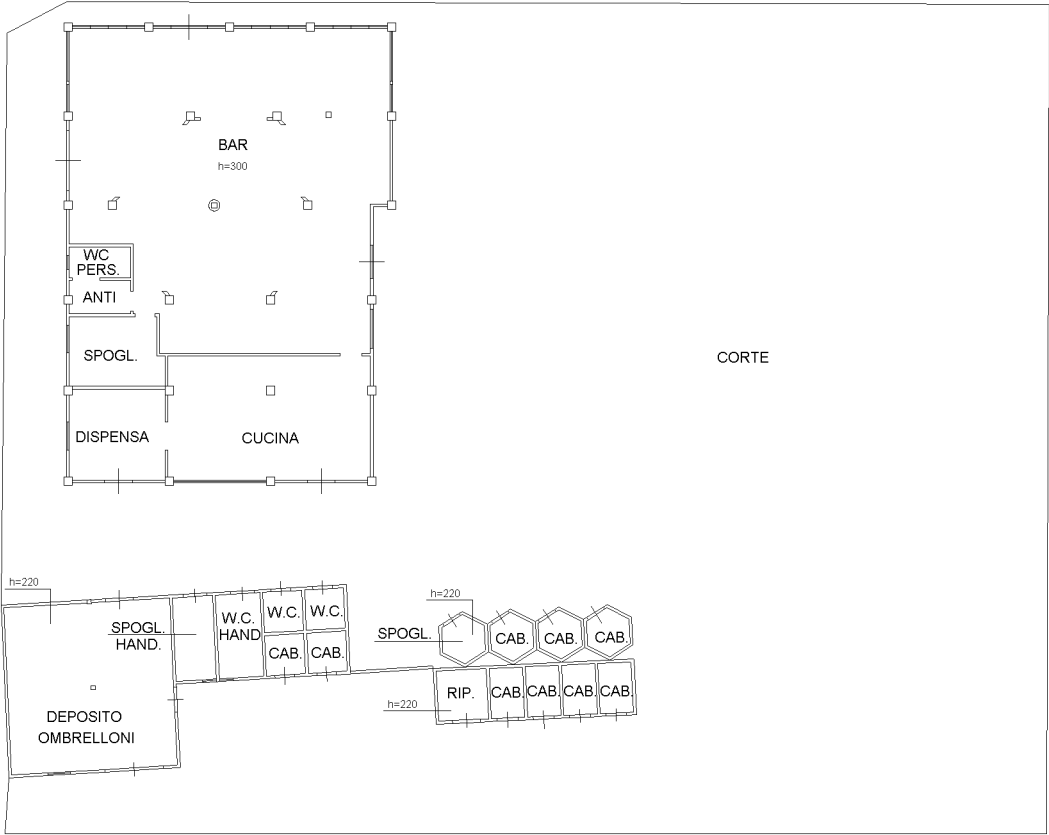 BAR
h=300
WC
PERS.
ANTI
SPOGL.
CORTE
DISPENSA
CUCINA
h=220
SPOGL.
HAND.
W.C.
HAND
W.C.
W.C.
CAB.
CAB.
DEPOSITO
OMBRELLONI
h=220
SPOGL.
CAB.
CAB.
CAB.
RIP.
CAB.
CAB.
CAB.
CAB.
h=220